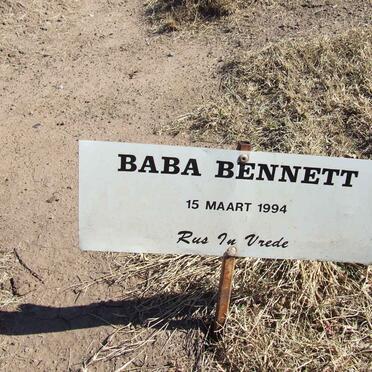 BABA BENNETT
15 MAART 1994
Rus In Vrede